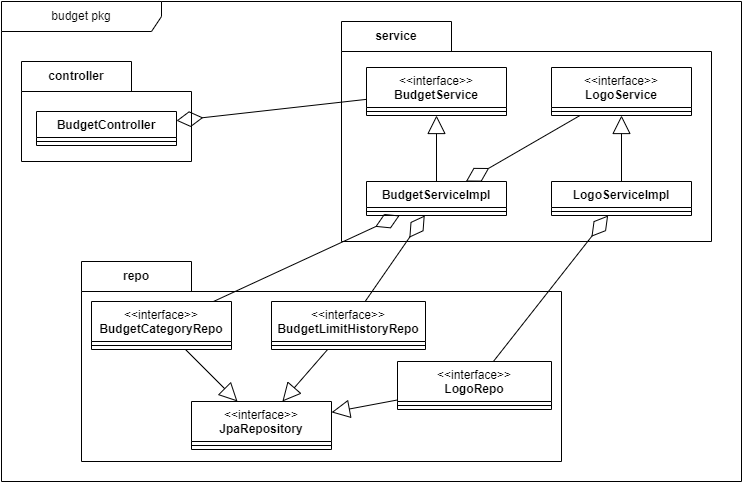 budget pkg
service
controller
<<interface>>
BudgetService
<<interface>>
LogoService
BudgetController
BudgetServiceImpl
LogoServiceImpl
repo
<<interface>>
BudgetCategoryRepo
<<interface>>
BudgetLimitHistoryRepo
<<interface>>
LogoRepo
<<interface>>
JpaRepository